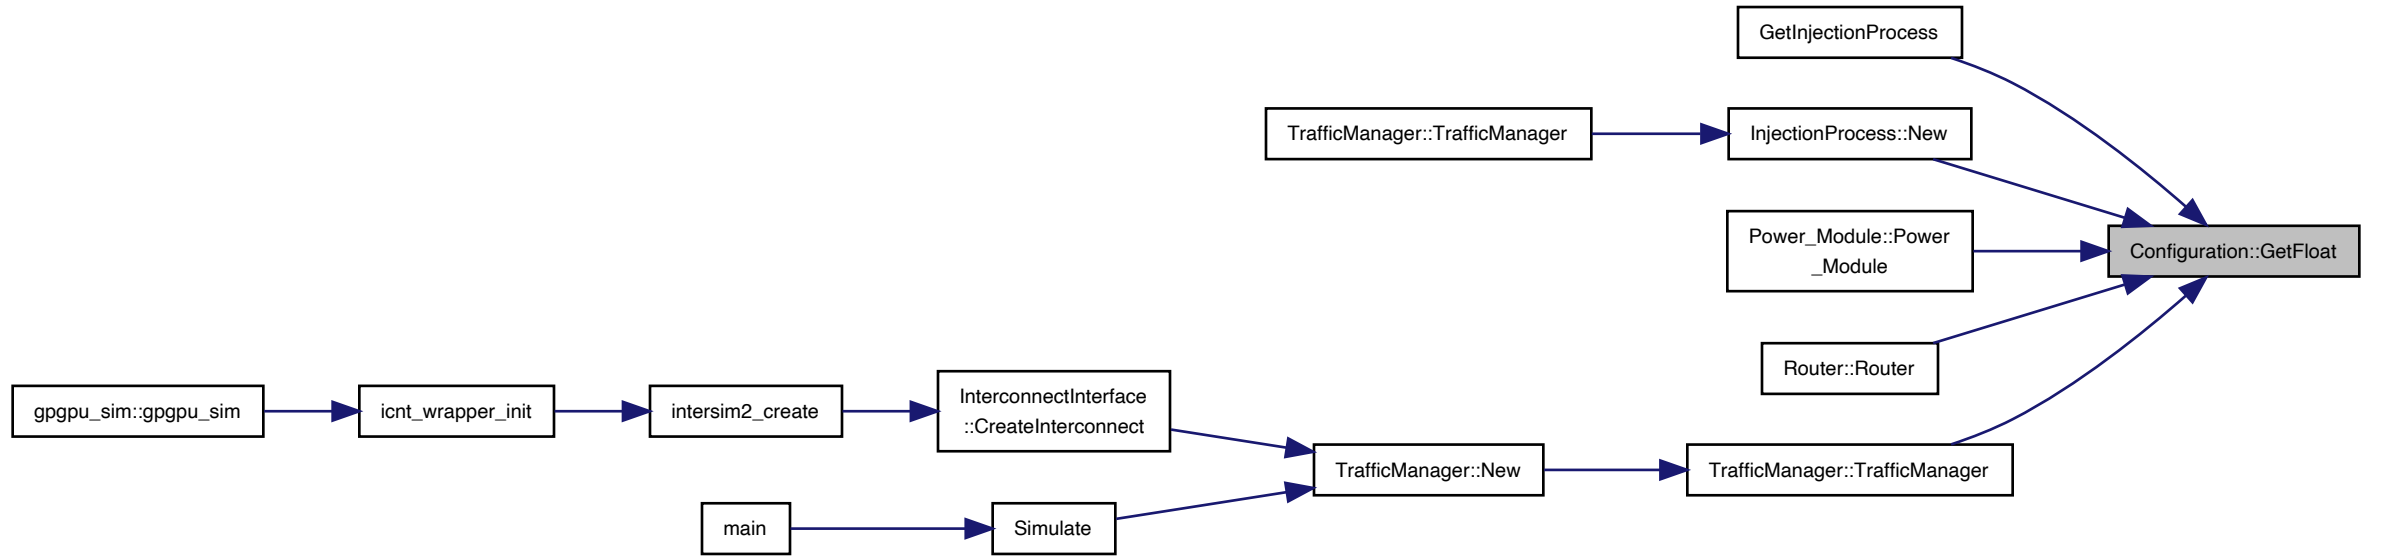 GetInjectionProcess
TrafficManager::TrafficManager
InjectionProcess::New
Power_Module::Power
_Module
Configuration::GetFloat
Router::Router
gpgpu_sim::gpgpu_sim
icnt_wrapper_init
intersim2_create
InterconnectInterface
::CreateInterconnect
TrafficManager::New
TrafficManager::TrafficManager
main
Simulate